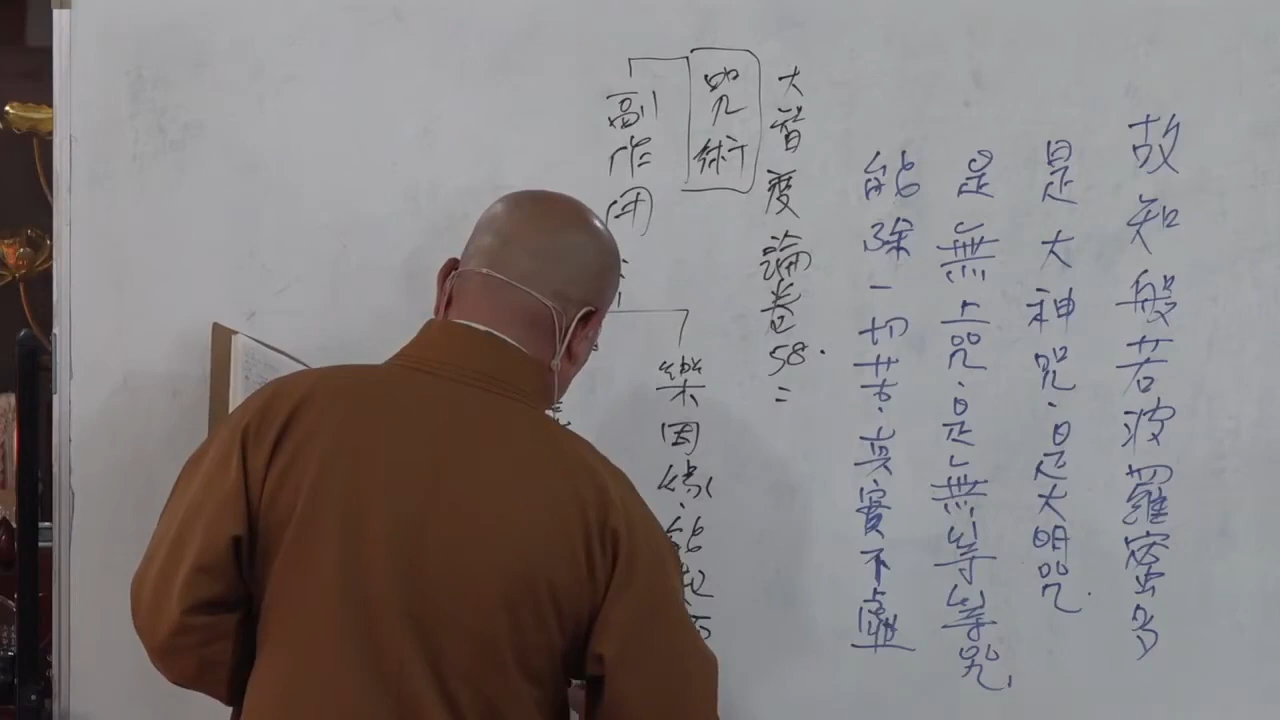 故知般若波羅蜜多
是大神咒.是大明咒.
是無上咒.是無等等咒,
能除一切苦.真實不虛
大智度論卷58.:
咒術
副作用
樂因緣.能起